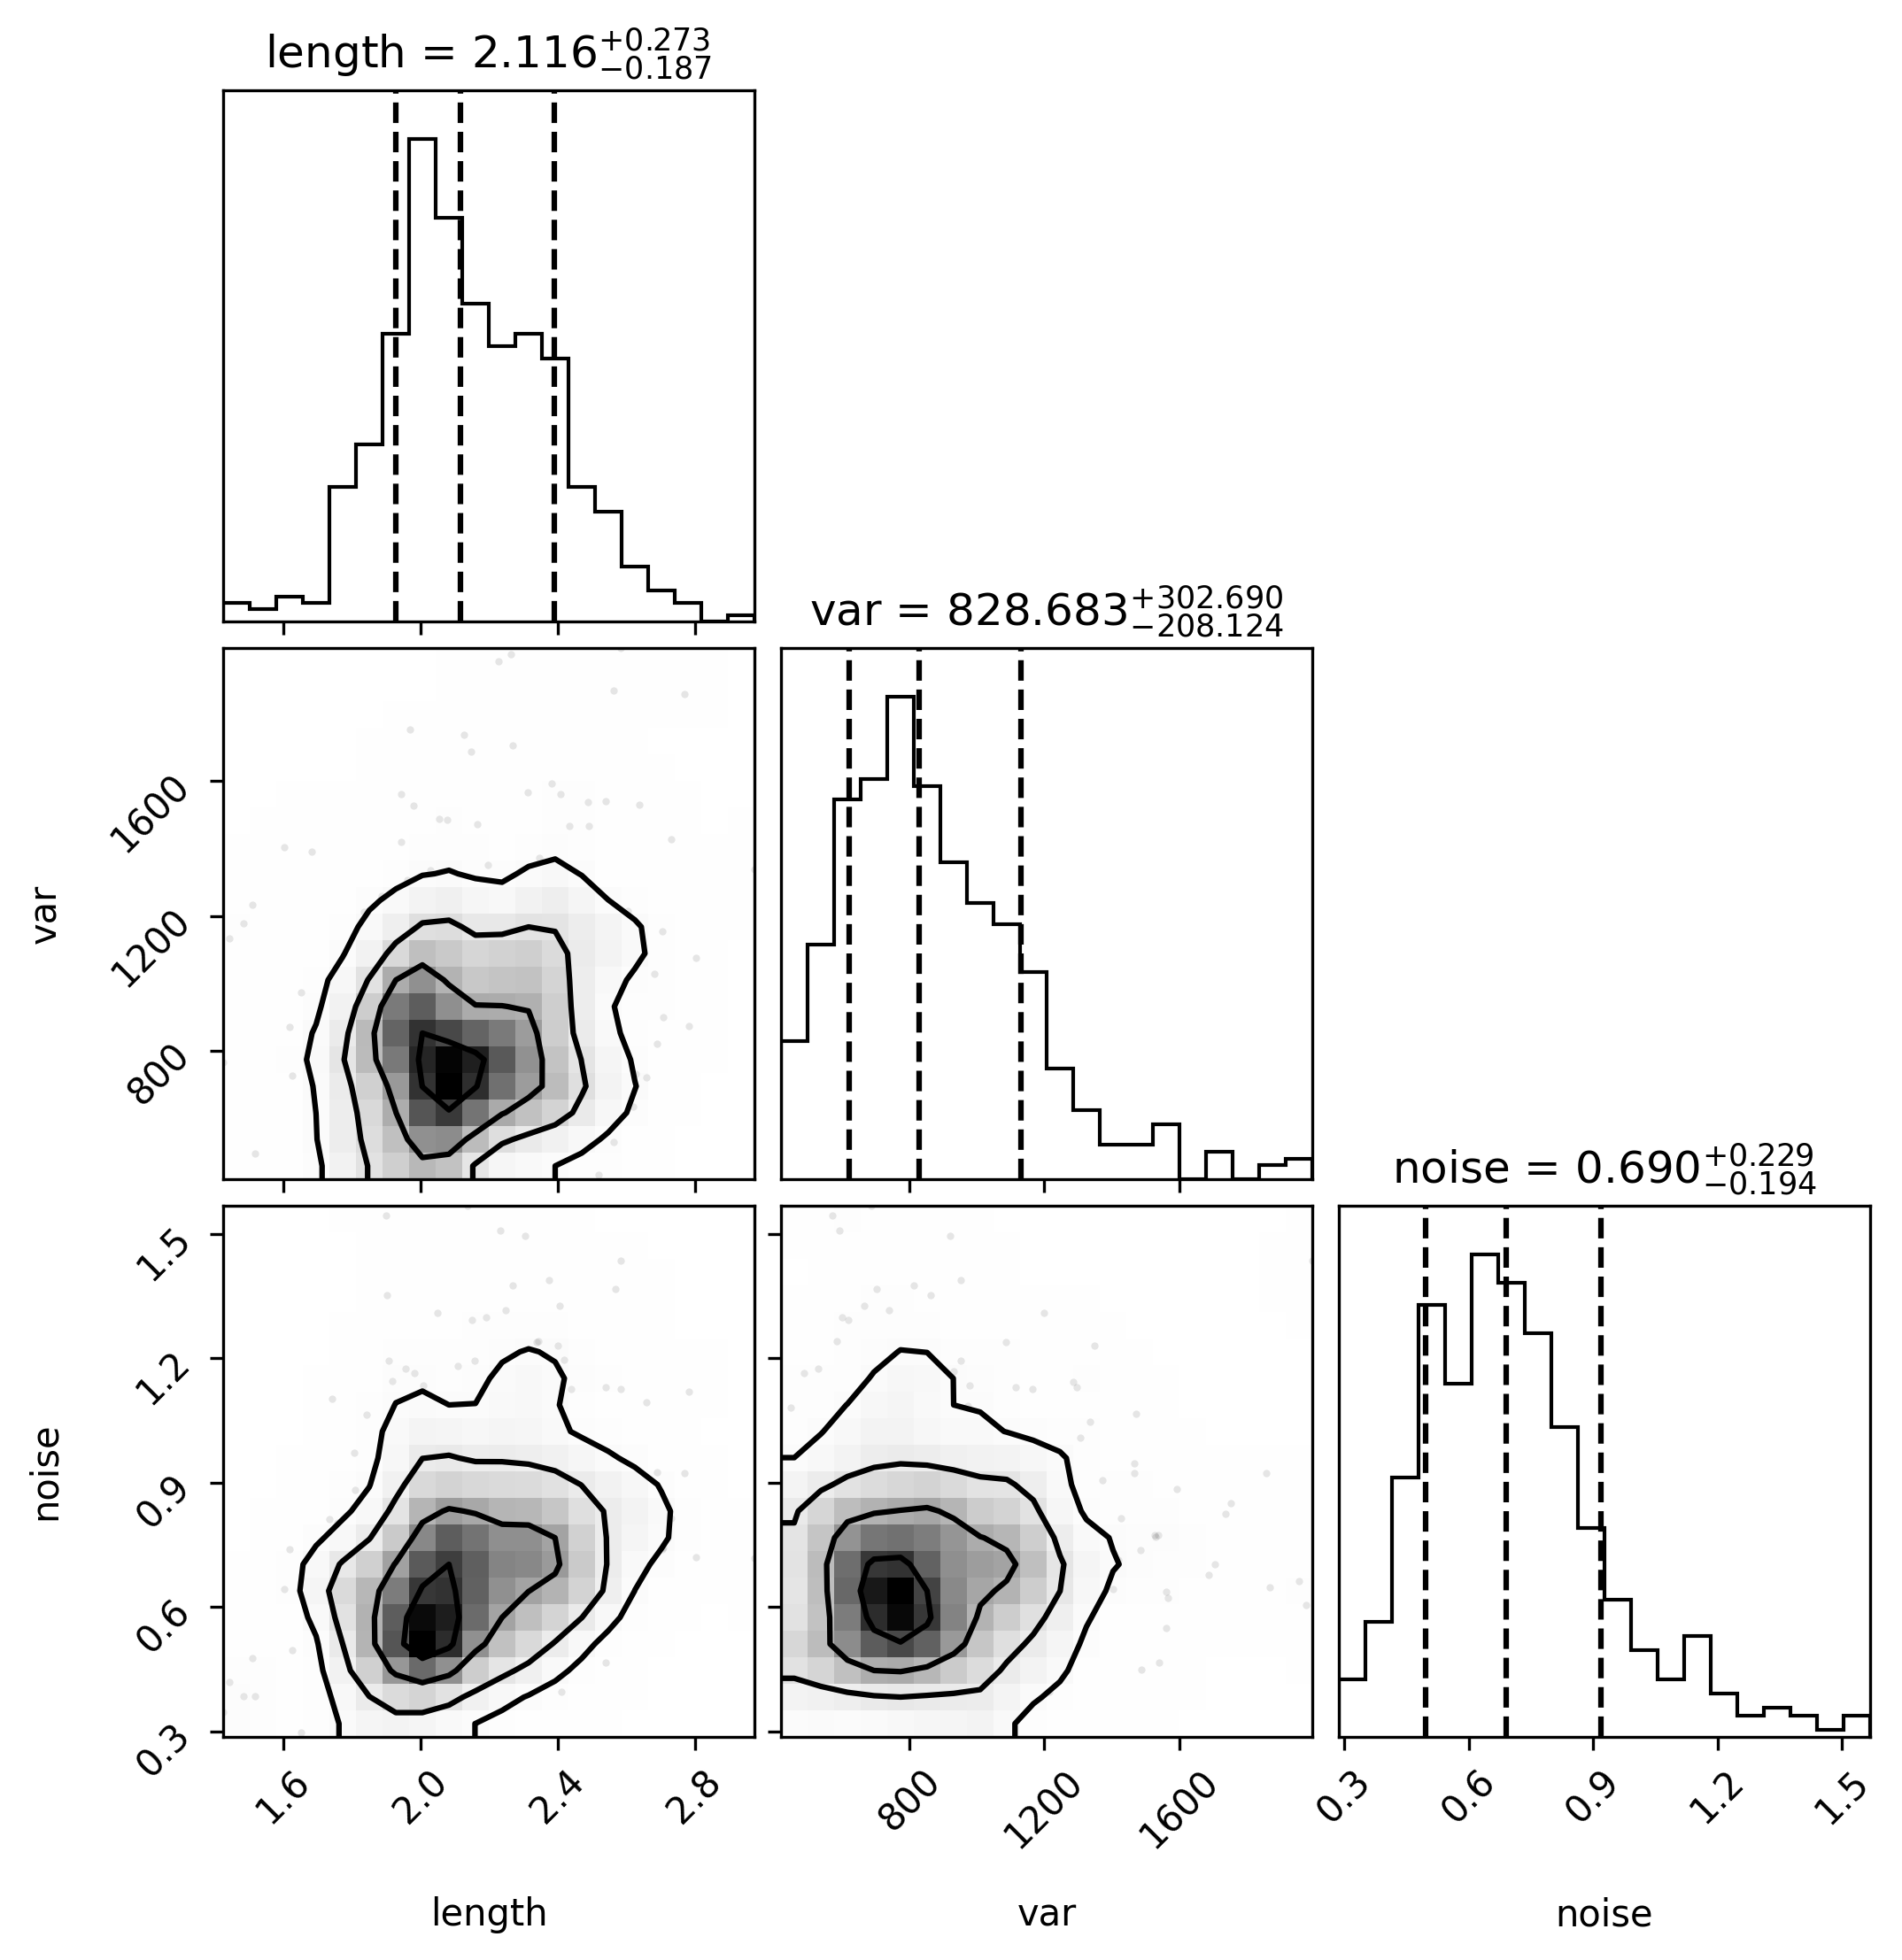 length = 2.116+0.273−0.187
var = 828.683+302.690−208.124
1600
1200
800
var
noise = 0.690+0.229−0.194
1.5
1.2
0.9
0.6
0.3
noise
1.6 2.0 2.4 2.8 800 1200 1600 0.3 0.6 0.9 1.2 1.5
length var noise